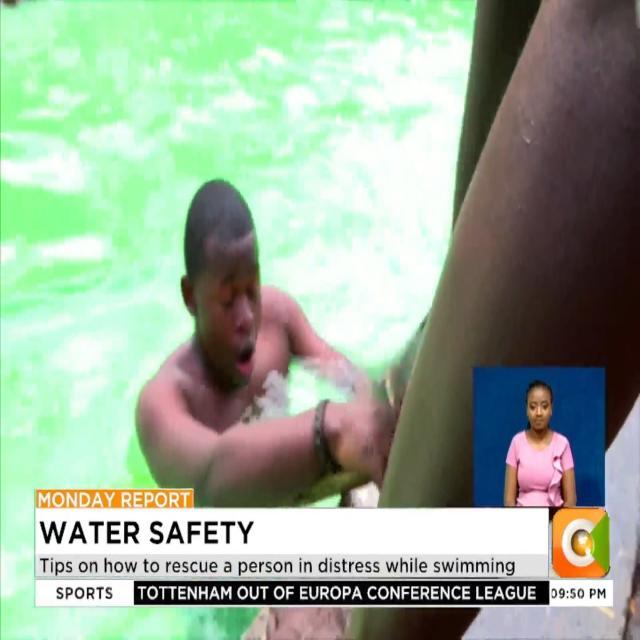 MONDAY REPORT
WATER SAFETY
Tips on how to rescue a person in distress while swimming
SPORTS TOTTENHAM OUT OF EUROPA CONFERENCE LEAGUE 09:50 PM